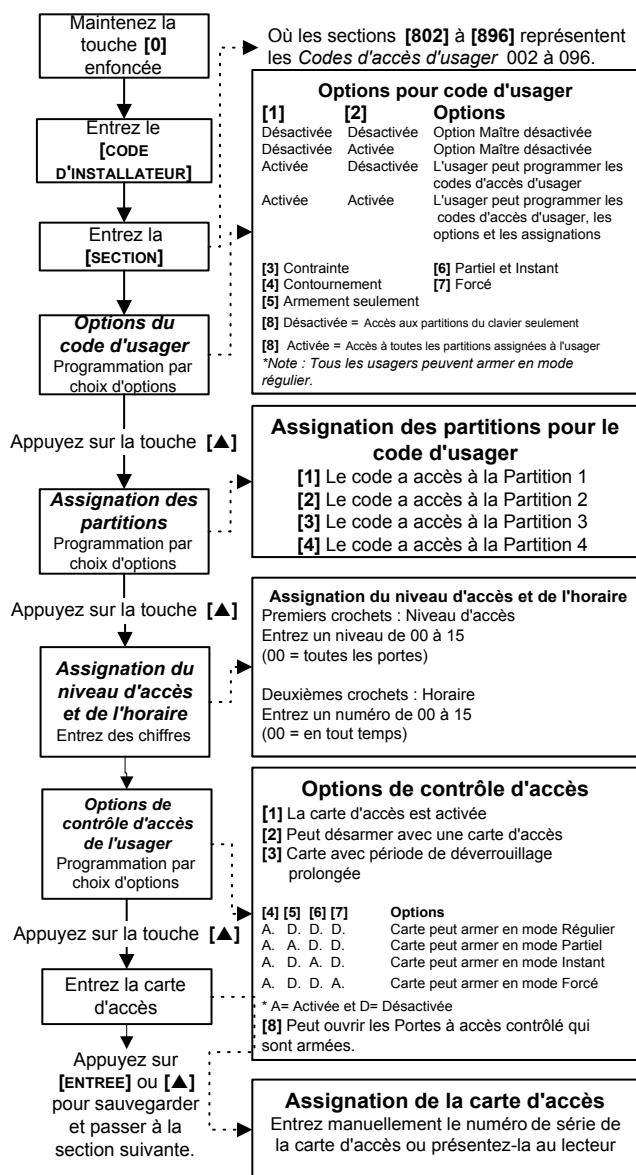 Maintenez la
touche [0]
enfoncée
Entrez le
[CODE
D'INSTALLATEUR]
Entrez la
[SECTION]
Options du
code d'usager
Programmation par
choix d'options
Appuyez sur la touche [▲]
Assignation des
partitions
Programmation par
choix d'options
Appuyez sur la touche [▲]
Assignation du
niveau d'accès
et de l'horaire
Entrez des chiffres
Options de
contrôle d'accès
de l'usager
Programmation par
choix d'options
Appuyez sur la touche [▲]
Entrez la carte
d'accès
Appuyez sur
[ENTREE] ou [▲]
pour sauvegarder
et passer à la
section suivante.
Où les sections [802] à [896] représentent
les Codes d'accès d'usager 002 à 096.
Options pour code d'usager
[1] [2] Options
Désactivée Désactivée Option Maître désactivée
Désactivée Activée Option Maître désactivée
Activée Désactivée L'usager peut programmer les
codes d'accès d'usager
Activée Activée L'usager peut programmer les
codes d'accès d'usager, les
options et les assignations
[3] Contrainte [6] Partiel et Instant
[4] Contournement [7] Forcé
[5] Armement seulement
[8] Désactivée = Accès aux partitions du clavier seulement
[8] Activée = Accès à toutes les partitions assignées à l'usager
*Note : Tous les usagers peuvent armer en mode
régulier.
Assignation des partitions pour le
code d'usager
[1] Le code a accès à la Partition 1
[2] Le code a accès à la Partition 2
[3] Le code a accès à la Partition 3
[4] Le code a accès à la Partition 4
Assignation du niveau d'accès et de l'horaire
Premiers crochets : Niveau d'accès
Entrez un niveau de 00 à 15
(00 = toutes les portes)
Deuxièmes crochets : Horaire
Entrez un numéro de 00 à 15
(00 = en tout temps)
Options de contrôle d'accès
[1] La carte d'accès est activée
[2] Peut désarmer avec une carte d'accès
[3] Carte avec période de déverrouillage
prolongée
[4] [5] [6] [7] Options
A. D. D. D. Carte peut armer en mode Régulier
A. A. D. D. Carte peut armer en mode Partiel
A. D. A. D. Carte peut armer en mode Instant
A. D. D. A. Carte peut armer en mode Forcé
* A= Activée et D= Désactivée
[8] Peut ouvrir les Portes à accès contrôlé qui
sont armées.
Assignation de la carte d'accès
Entrez manuellement le numéro de série de
la carte d'accès ou présentez-la au lecteur